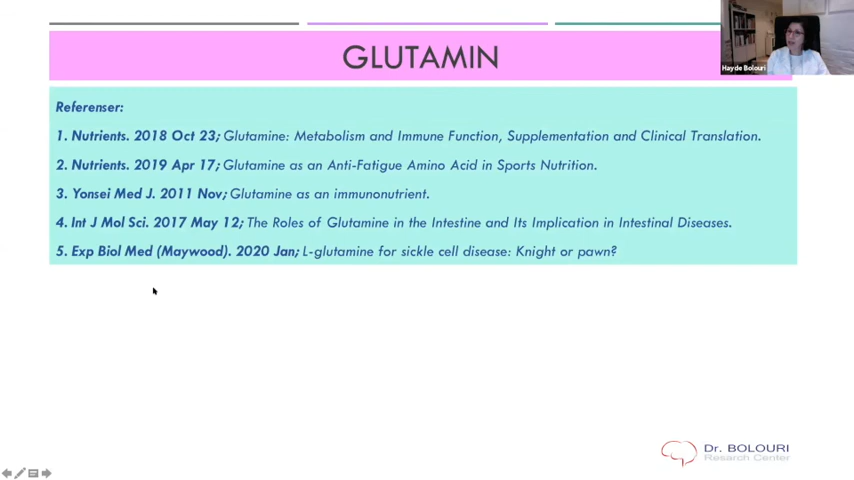 GLUTAMIN
Hayde Bolouri
Referenser:
1. Nutrients. 2018 Oct 23; Glutamine: Metabolism and Immune Function, Supplementation and Clinical Translation.
2. Nutrients. 2019 Apr 17; Glutamine as an Anti-Fatigue Amino Acid in Sports Nutrition.
3. Yonsei Med J. 2011 Nov; Glutamine as an immunonutrient.
4. Int J Mol Sci. 2017 May 12; The Roles of Glutamine in the Intestine and Its Implication in Intestinal Diseases.
5. Exp Biol Med (Maywood). 2020 Jan; L-glutamine for sickle cell disease: Knight or pawn?
Dr. BOLOURI
Resarch Center